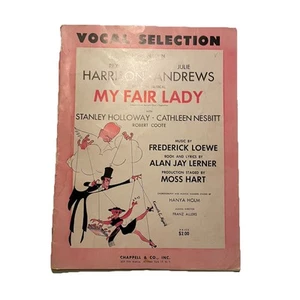 VOCAL SELECTION
REX JULIE
HARRISON · ANDREWS
MY FAIR LADY
STANLEY HOLLOWAY · CATHLEEN NESBITT
ROBERT COOTE
MUSIC BY
FREDERICK LOEWE
BOOK AND LYRICS BY
ALAN JAY LERNER
PRODUCTION STAGED BY
MOSS HART
HANYA HOLM
FRANZ ALLERS
$2.00
CHAPPELL & CO., INC.